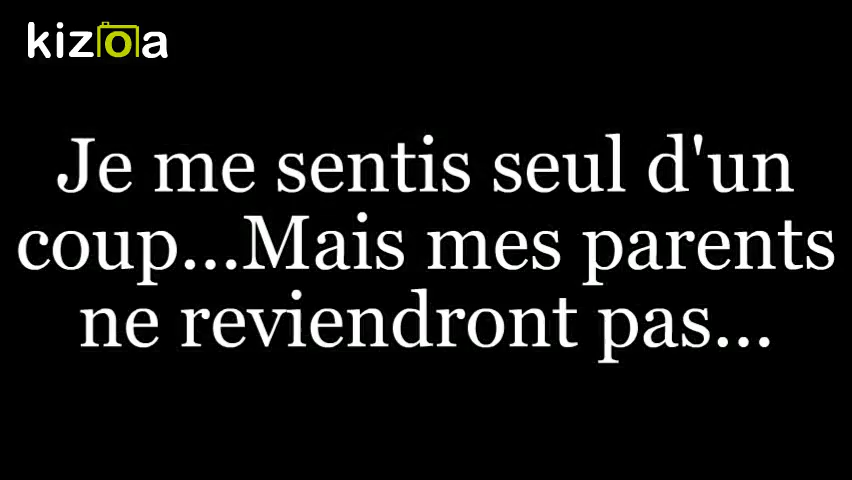 kizoa
Je me sentis seul d'un
coup...Mais mes parents
ne reviendront pas...